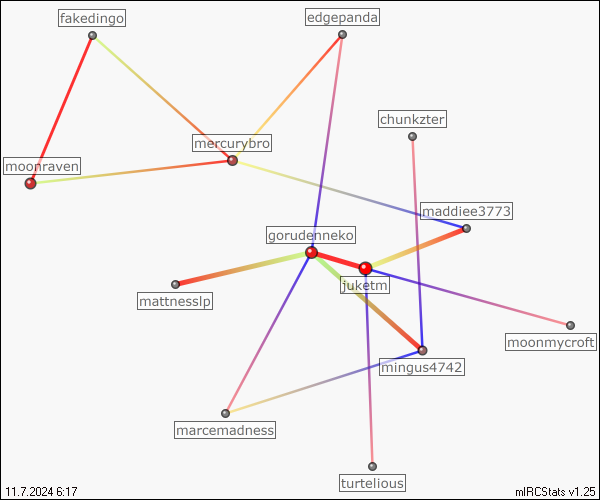 fakedingo
edgepanda
chunkzter
mercurybro
moonraven
maddiee3773
gorudenneko
juketm
mattnesslp
moonmycroft
mingus4742
marcemadness
turtelious
11.7.2024 6:17
mIRCStats v1.25